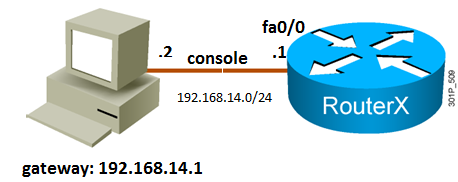 fa0/0
.2
console
.1
192.168.14.0/24
RouterX
301P_509
gateway: 192.168.14.1